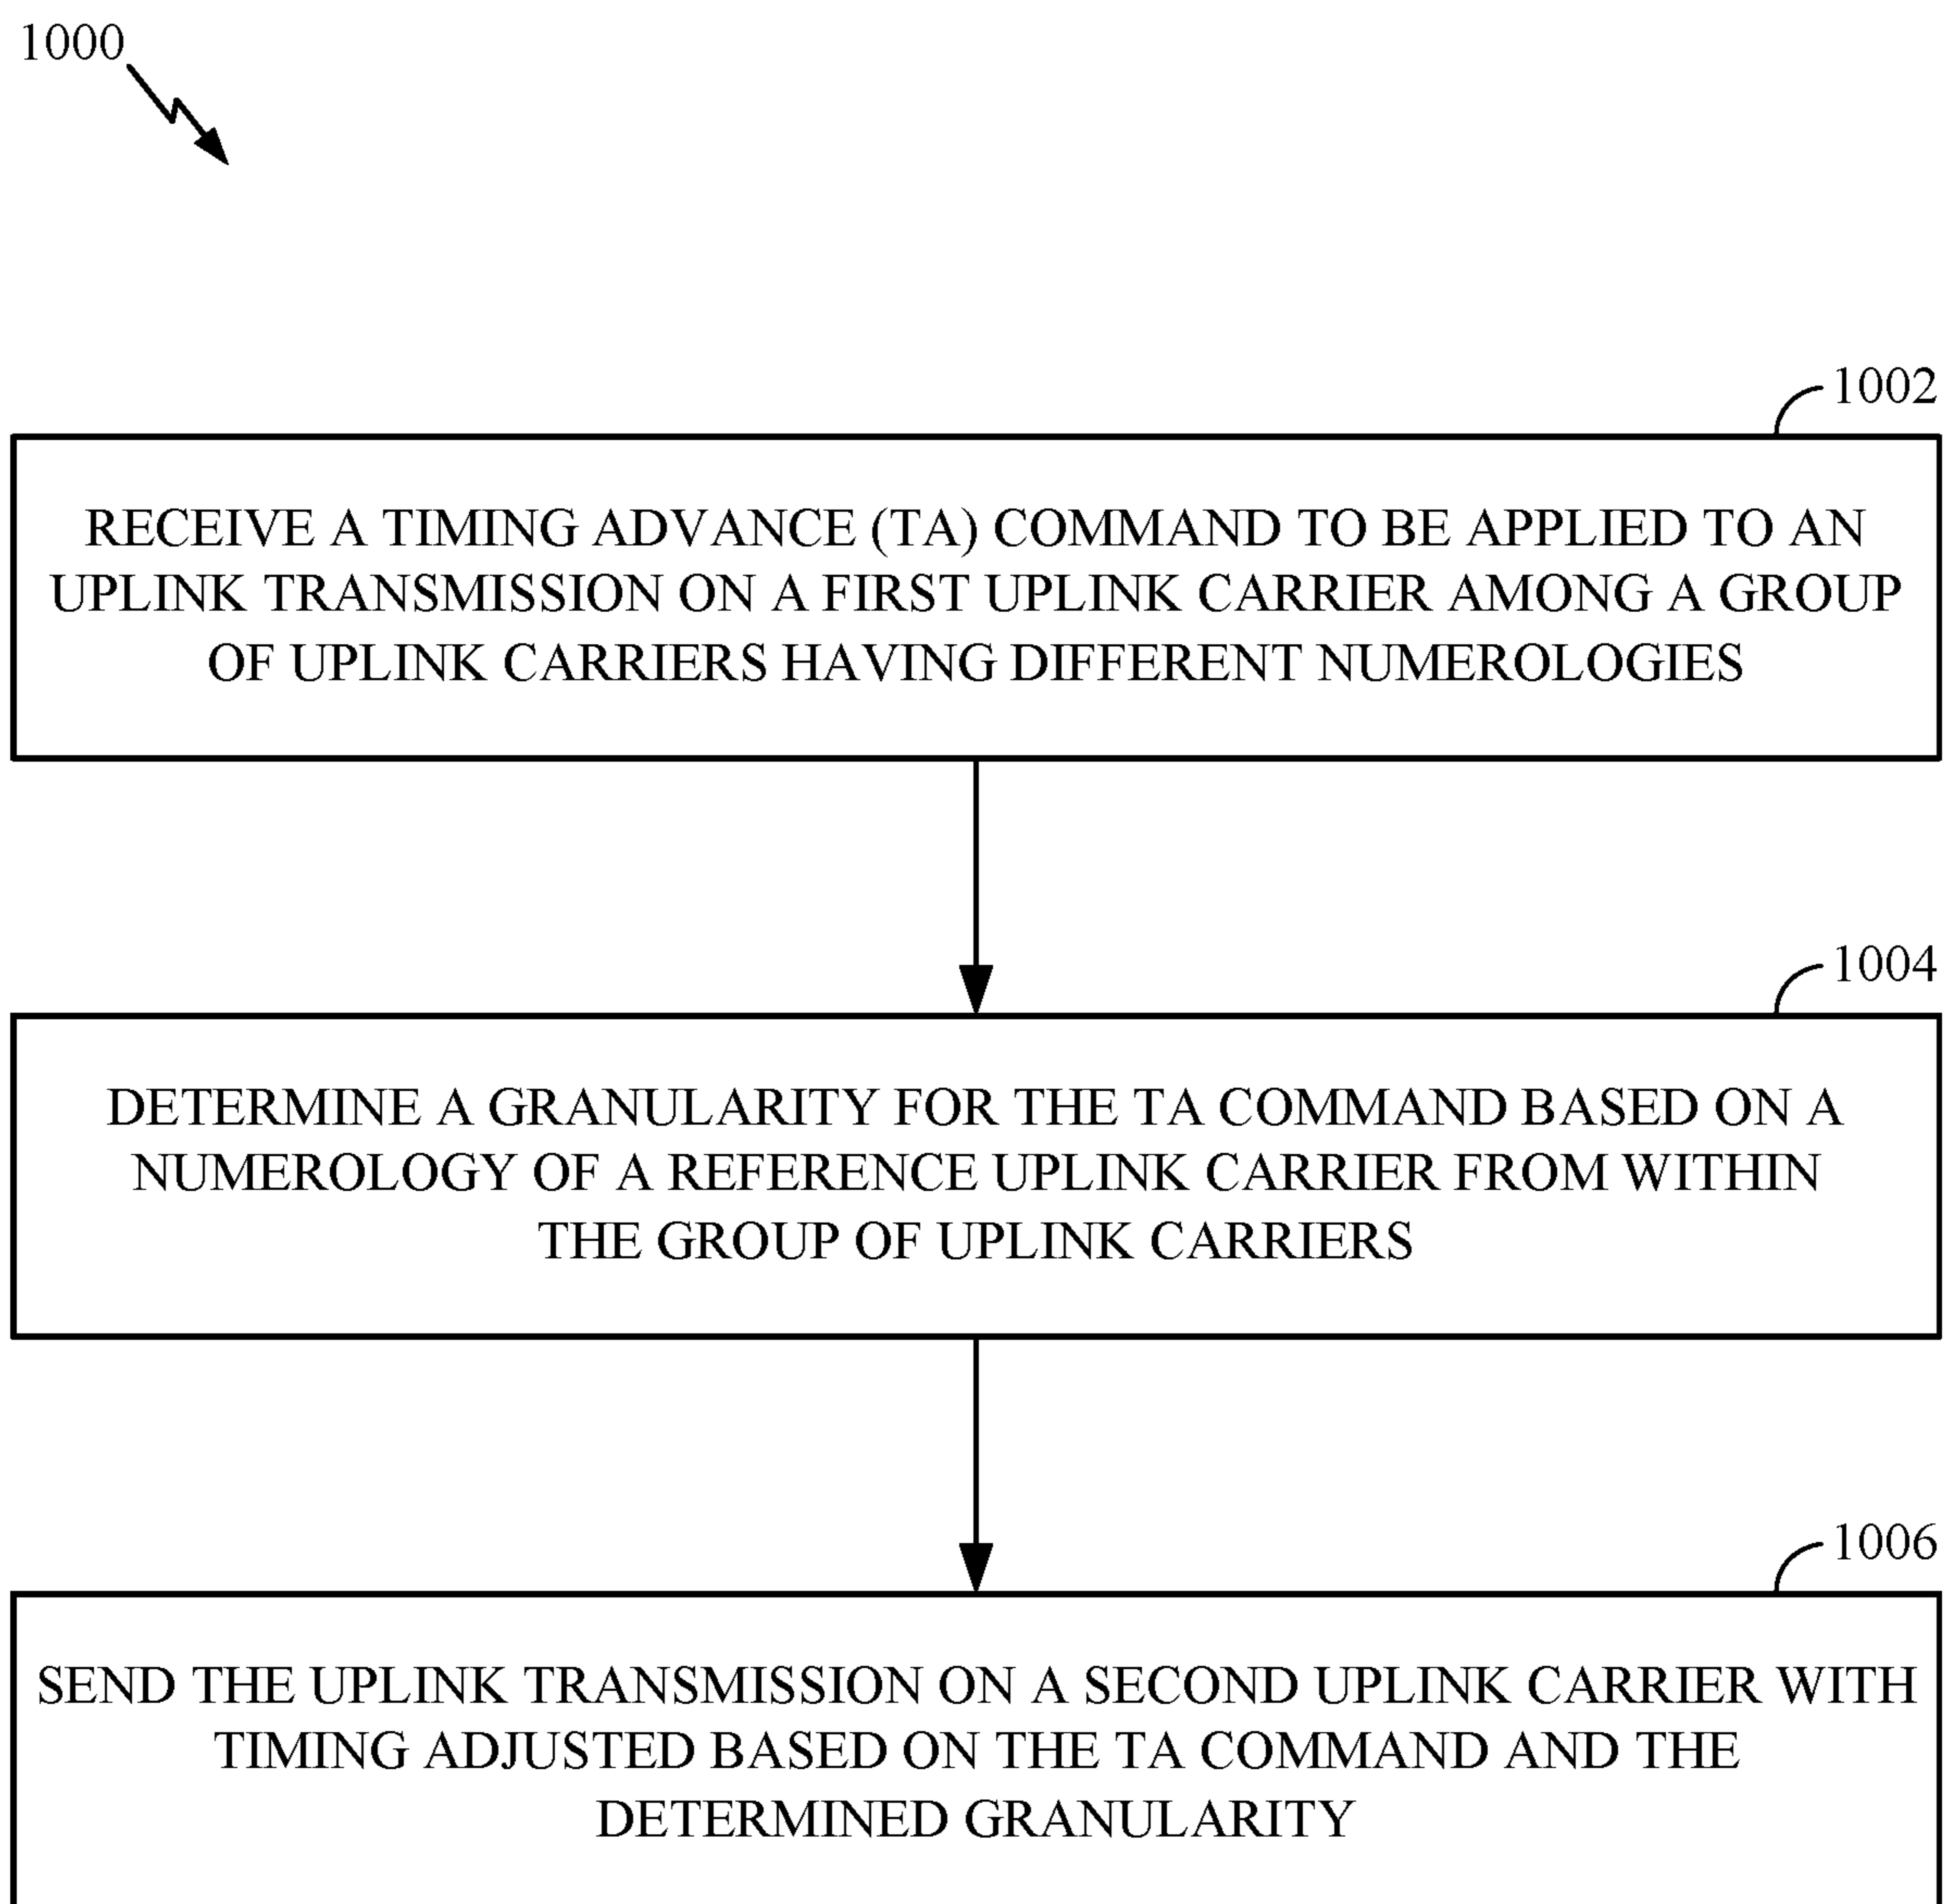 1000
1002
RECEIVE A TIMING ADVANCE (TA) COMMAND TO BE APPLIED TO AN
UPLINK TRANSMISSION ON A FIRST UPLINK CARRIER AMONG A GROUP
OF UPLINK CARRIERS HAVING DIFFERENT NUMEROLOGIES
1004
DETERMINE A GRANULARITY FOR THE TA COMMAND BASED ON A
NUMEROLOGY OF A REFERENCE UPLINK CARRIER FROM WITHIN
THE GROUP OF UPLINK CARRIERS
1006
SEND THE UPLINK TRANSMISSION ON A SECOND UPLINK CARRIER WITH
TIMING ADJUSTED BASED ON THE TA COMMAND AND THE
DETERMINED GRANULARITY